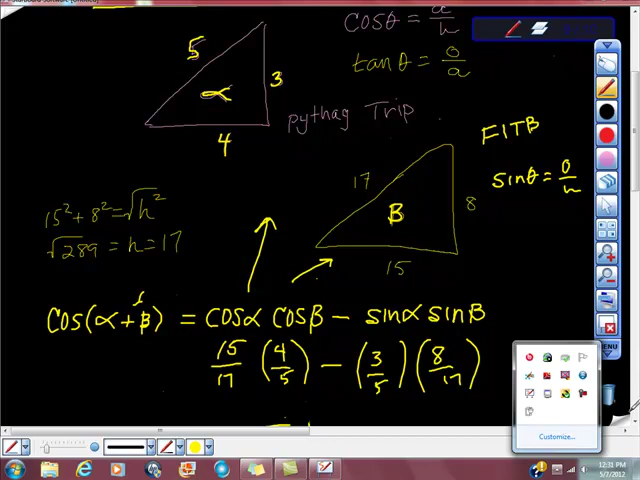 cosθ = a/h
5
3
α
4
tanθ = o/a
pythag Trip
FITB
sinθ = o/h
17
8
B
15
15² + 8² = √h²
√289 = h = 17
cos(α + β) = cosα cosβ − sinα sinβ
15/17 (4/5) − (3/5)(8/17)
Customize...
MENU
12:31 PM
5/7/2012